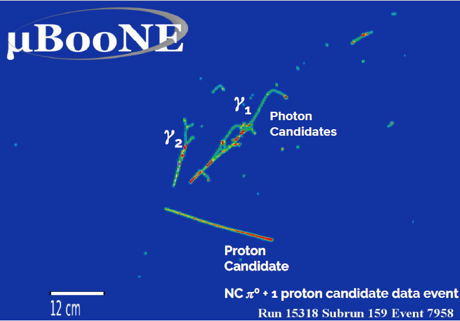 μBooNE
γ₁
Photon
Candidates
γ₂
Proton
Candidate
12 cm
NC π⁰ + 1 proton candidate data event
Run 15318 Subrun 159 Event 7958